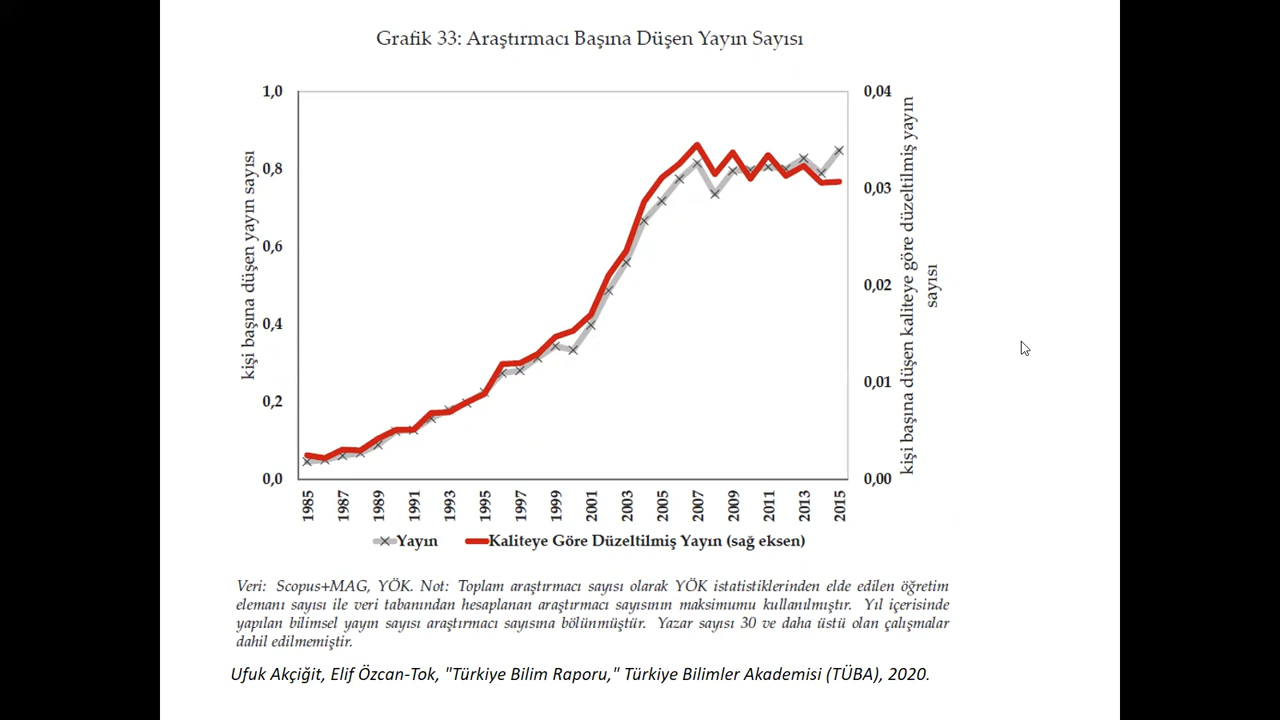 Grafik 33: Araştırmacı Başına Düşen Yayın Sayısı
kişi başına düşen yayın sayısı
1,0
0,8
0,6
0,4
0,2
0,0
0,04
0,03
0,02
0,01
0,00
kişi başına düşen kaliteye göre düzeltilmiş yayın
sayısı
1985
1987
1989
1991
1993
1995
1997
1999
2001
2003
2005
2007
2009
2011
2013
2015
Yayın
Kaliteye Göre Düzeltilmiş Yayın (sağ eksen)
Veri: Scopus+MAG, YÖK. Not: Toplam araştırmacı sayısı olarak YÖK istatistiklerinden elde edilen öğretim
elemanı sayısı ile veri tabanından hesaplanan araştırmacı sayısının maksimumu kullanılmıştır. Yıl içerisinde
yapılan bilimsel yayın sayısı araştırmacı sayısına bölünmüştür. Yazar sayısı 30 ve daha üstü olan çalışmalar
dahil edilmemiştir.
Ufuk Akçiğit, Elif Özcan-Tok, "Türkiye Bilim Raporu," Türkiye Bilimler Akademisi (TÜBA), 2020.